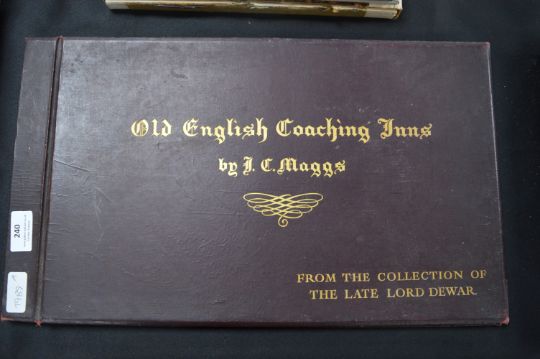 Old English Coaching Inns
by J. C. Maggs
FROM THE COLLECTION OF
THE LATE LORD DEWAR.
240